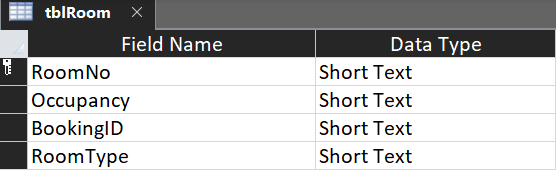 tblRoom
Field Name Data Type
RoomNo Short Text
Occupancy Short Text
BookingID Short Text
RoomType Short Text